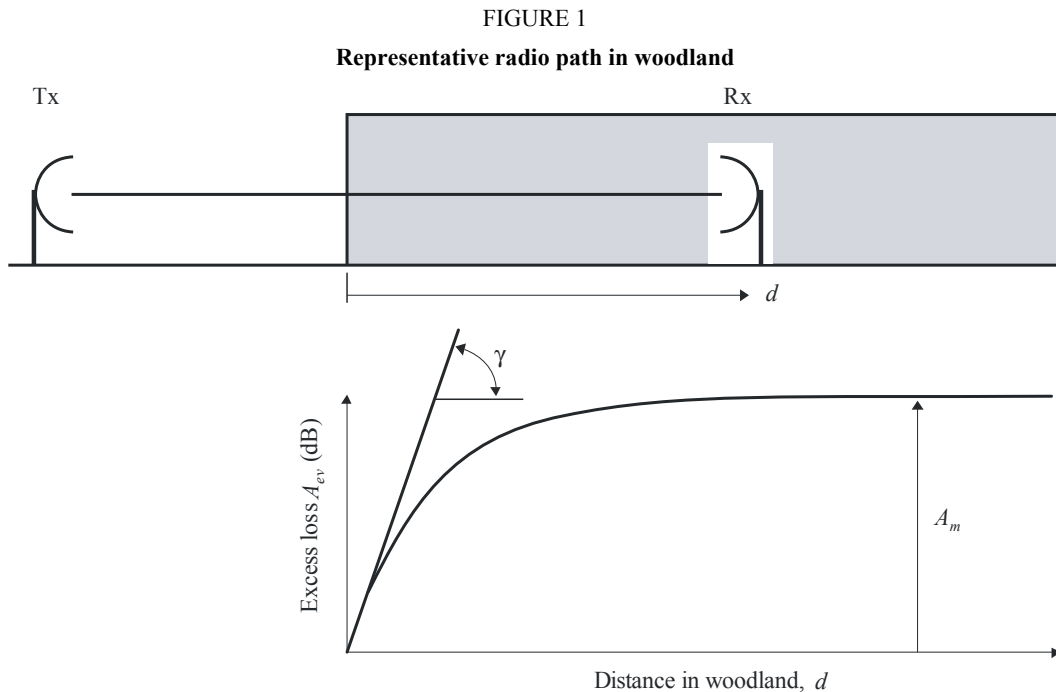 FIGURE 1
Representative radio path in woodland
Tx
Rx
d
γ
Excess loss A_ev (dB)
A_m
Distance in woodland, d